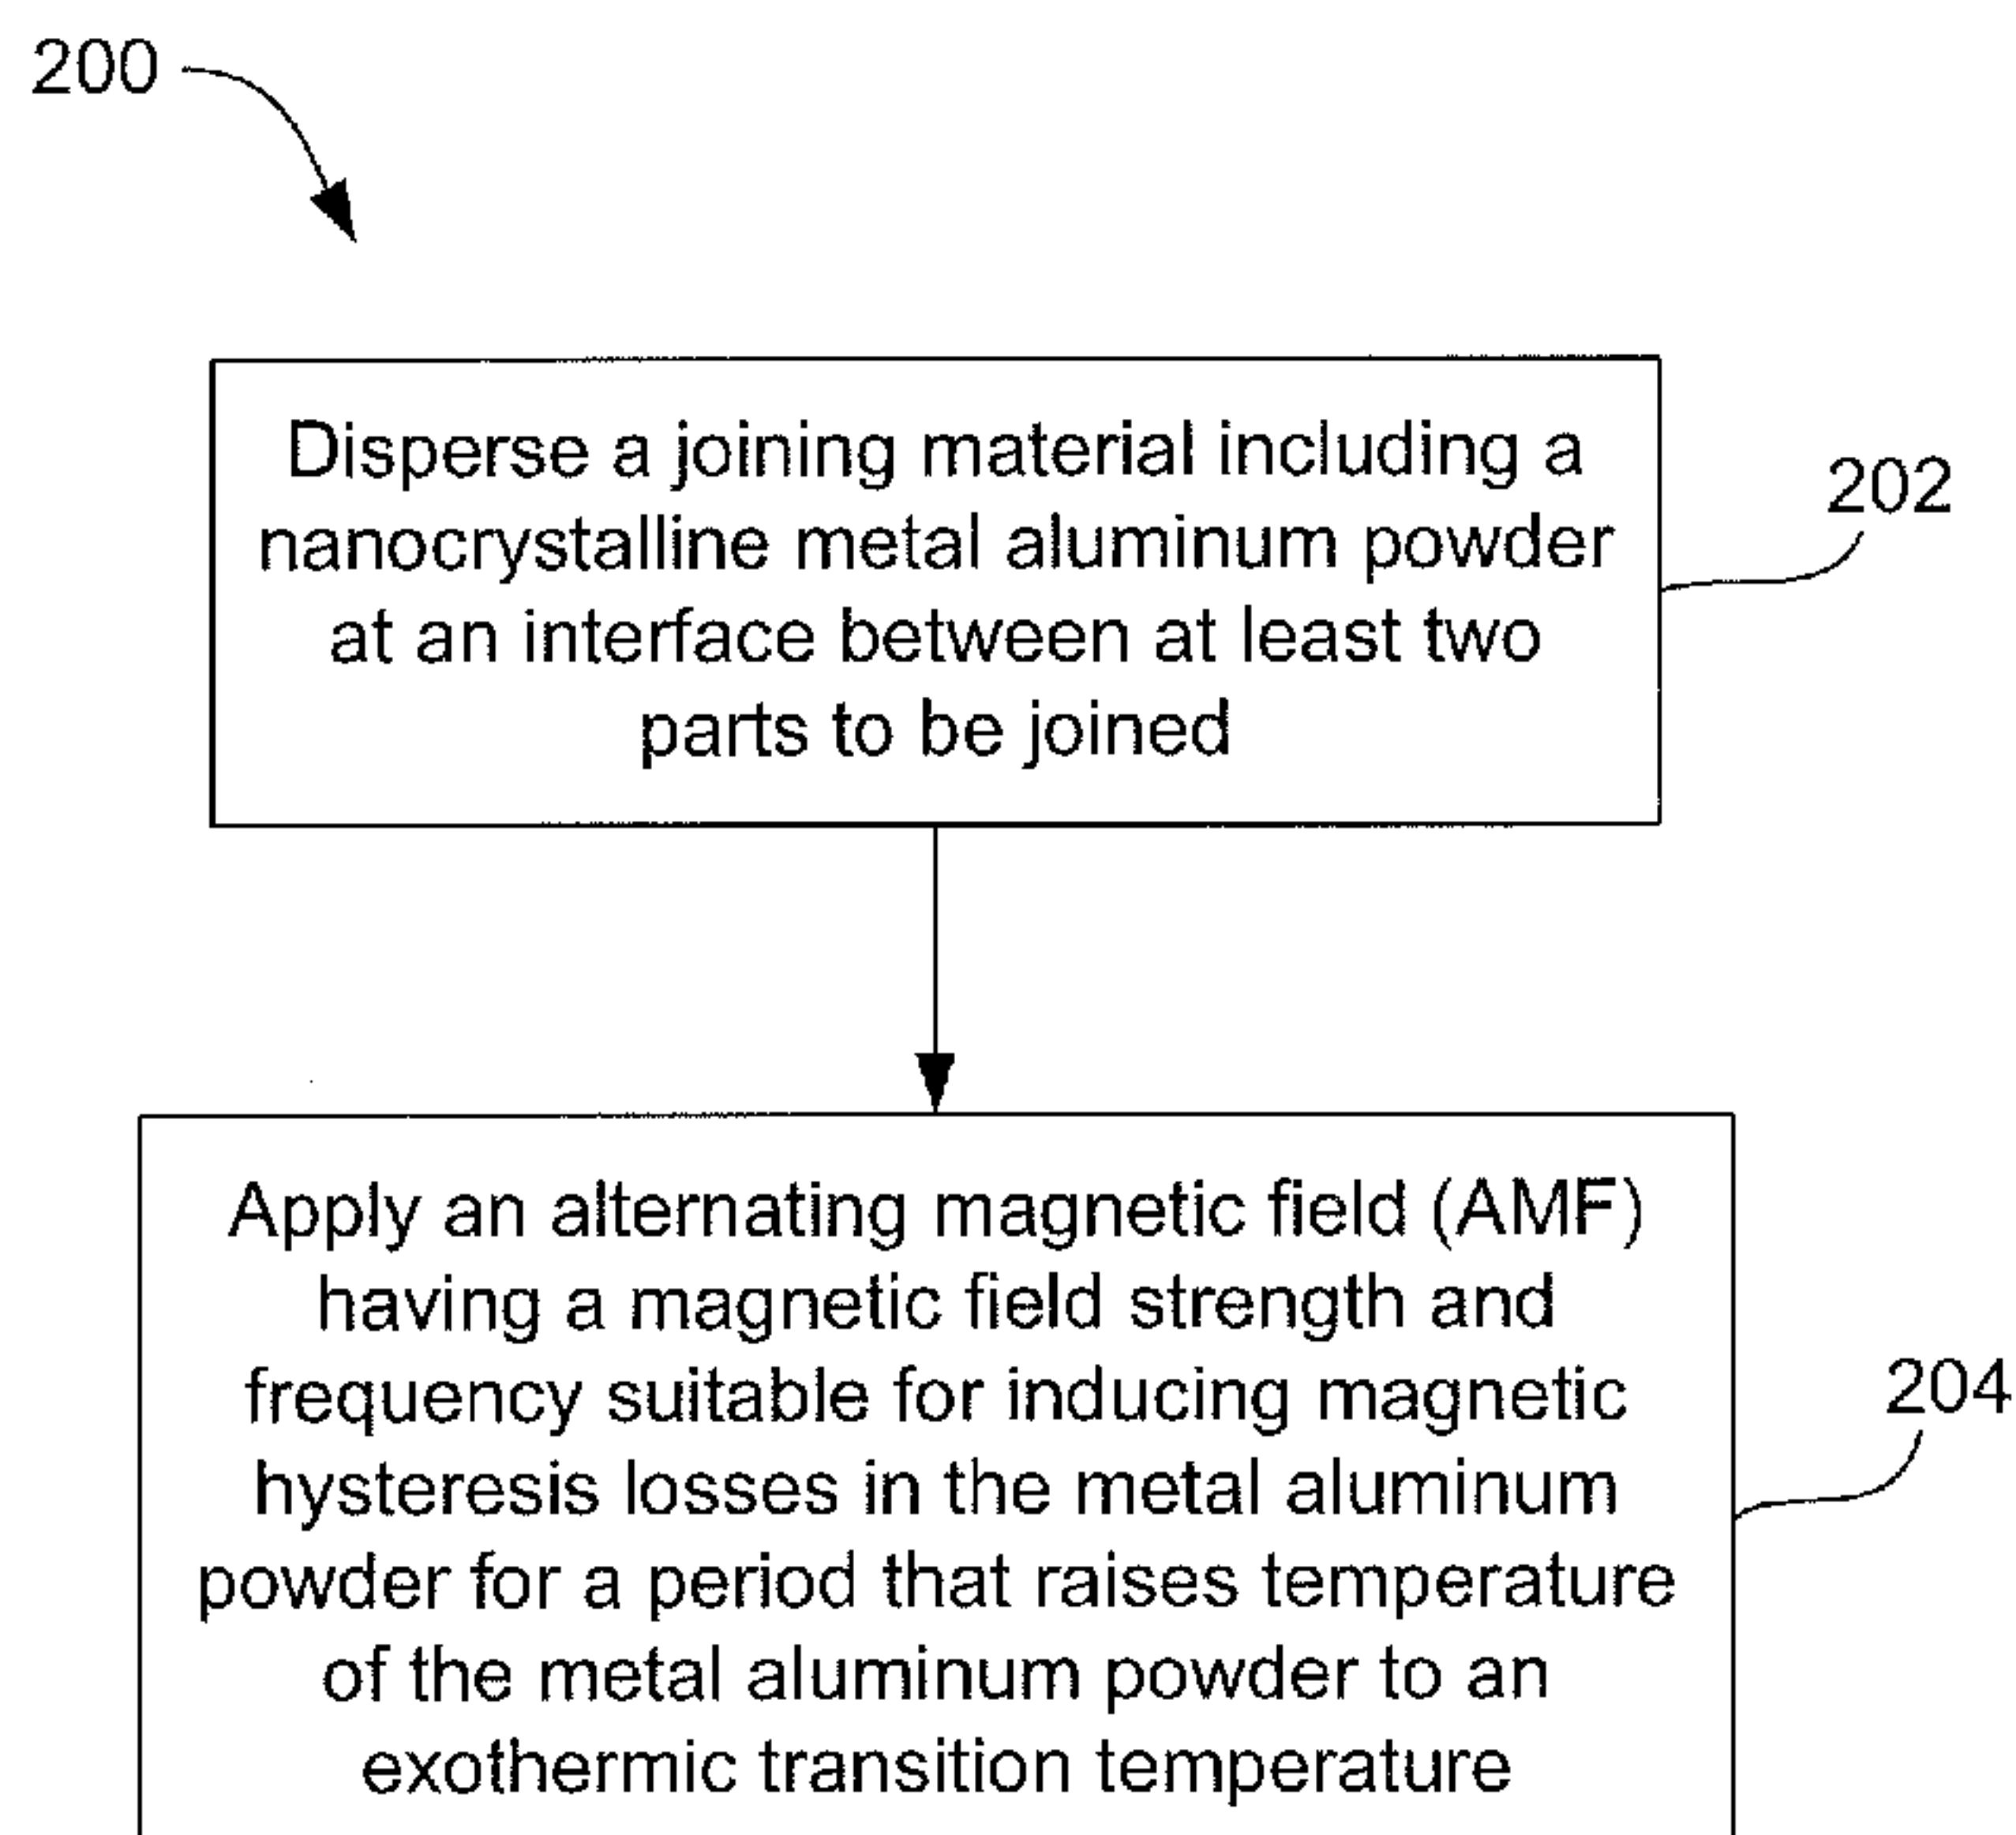 200
Disperse a joining material including a
nanocrystalline metal aluminum powder
at an interface between at least two
parts to be joined
202
Apply an alternating magnetic field (AMF)
having a magnetic field strength and
frequency suitable for inducing magnetic
hysteresis losses in the metal aluminum
powder for a period that raises temperature
of the metal aluminum powder to an
exothermic transition temperature
204